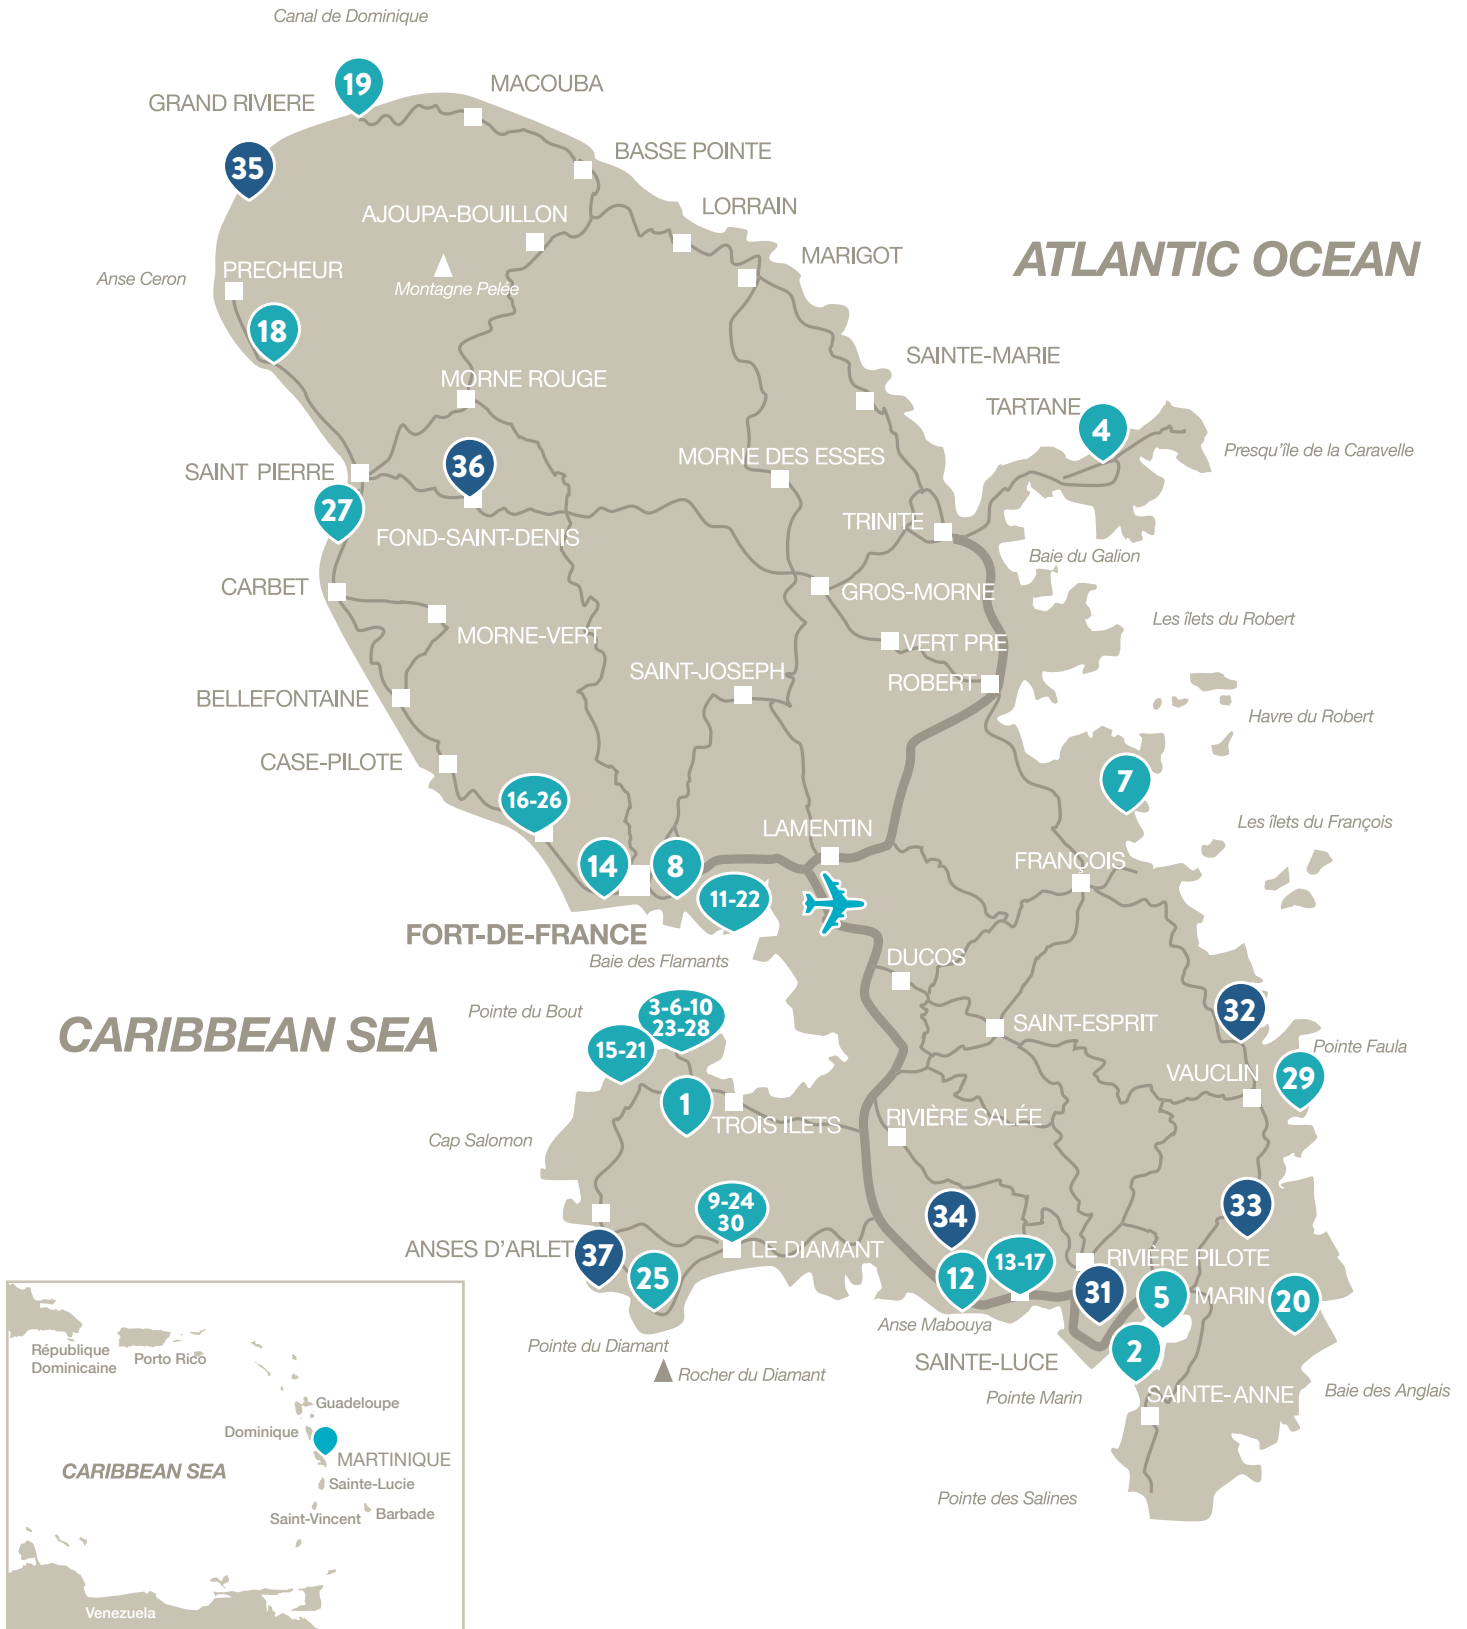 Canal de Dominique
19
MACOUBA
GRAND RIVIERE
35
BASSE POINTE
AJOUPA-BOUILLON
LORRAIN
MARIGOT
ATLANTIC OCEAN
Anse Ceron
PRECHEUR
Montagne Pelée
18
SAINTE-MARIE
MORNE ROUGE
TARTANE
4
Presqu'île de la Caravelle
SAINT PIERRE
36
MORNE DES ESSES
27
FOND-SAINT-DENIS
TRINITE
Baie du Galion
CARBET
GROS-MORNE
MORNE-VERT
Les îlets du Robert
VERT PRE
SAINT-JOSEPH
ROBERT
BELLEFONTAINE
Havre du Robert
CASE-PILOTE
7
16-26
Les îlets du François
LAMENTIN
14
8
FRANÇOIS
11-22
FORT-DE-FRANCE
Baie des Flamants
DUCOS
Pointe du Bout
3-6-10
23-28
CARIBBEAN SEA
15-21
32
SAINT-ESPRIT
Pointe Faula
VAUCLIN
29
1
TROIS ILETS
RIVIÈRE SALÉE
Cap Salomon
9-24
30
34
33
ANSES D'ARLET
37
LE DIAMANT
13-17
RIVIÈRE PILOTE
25
12
31
5
MARIN
20
Anse Mabouya
Pointe du Diamant
2
SAINTE-LUCE
Rocher du Diamant
Pointe Marin
SAINTE-ANNE
Baie des Anglais
Pointe des Salines
République
Dominicaine
Porto Rico
Guadeloupe
Dominique
MARTINIQUE
CARIBBEAN SEA
Sainte-Lucie
Saint-Vincent
Barbade
Venezuela